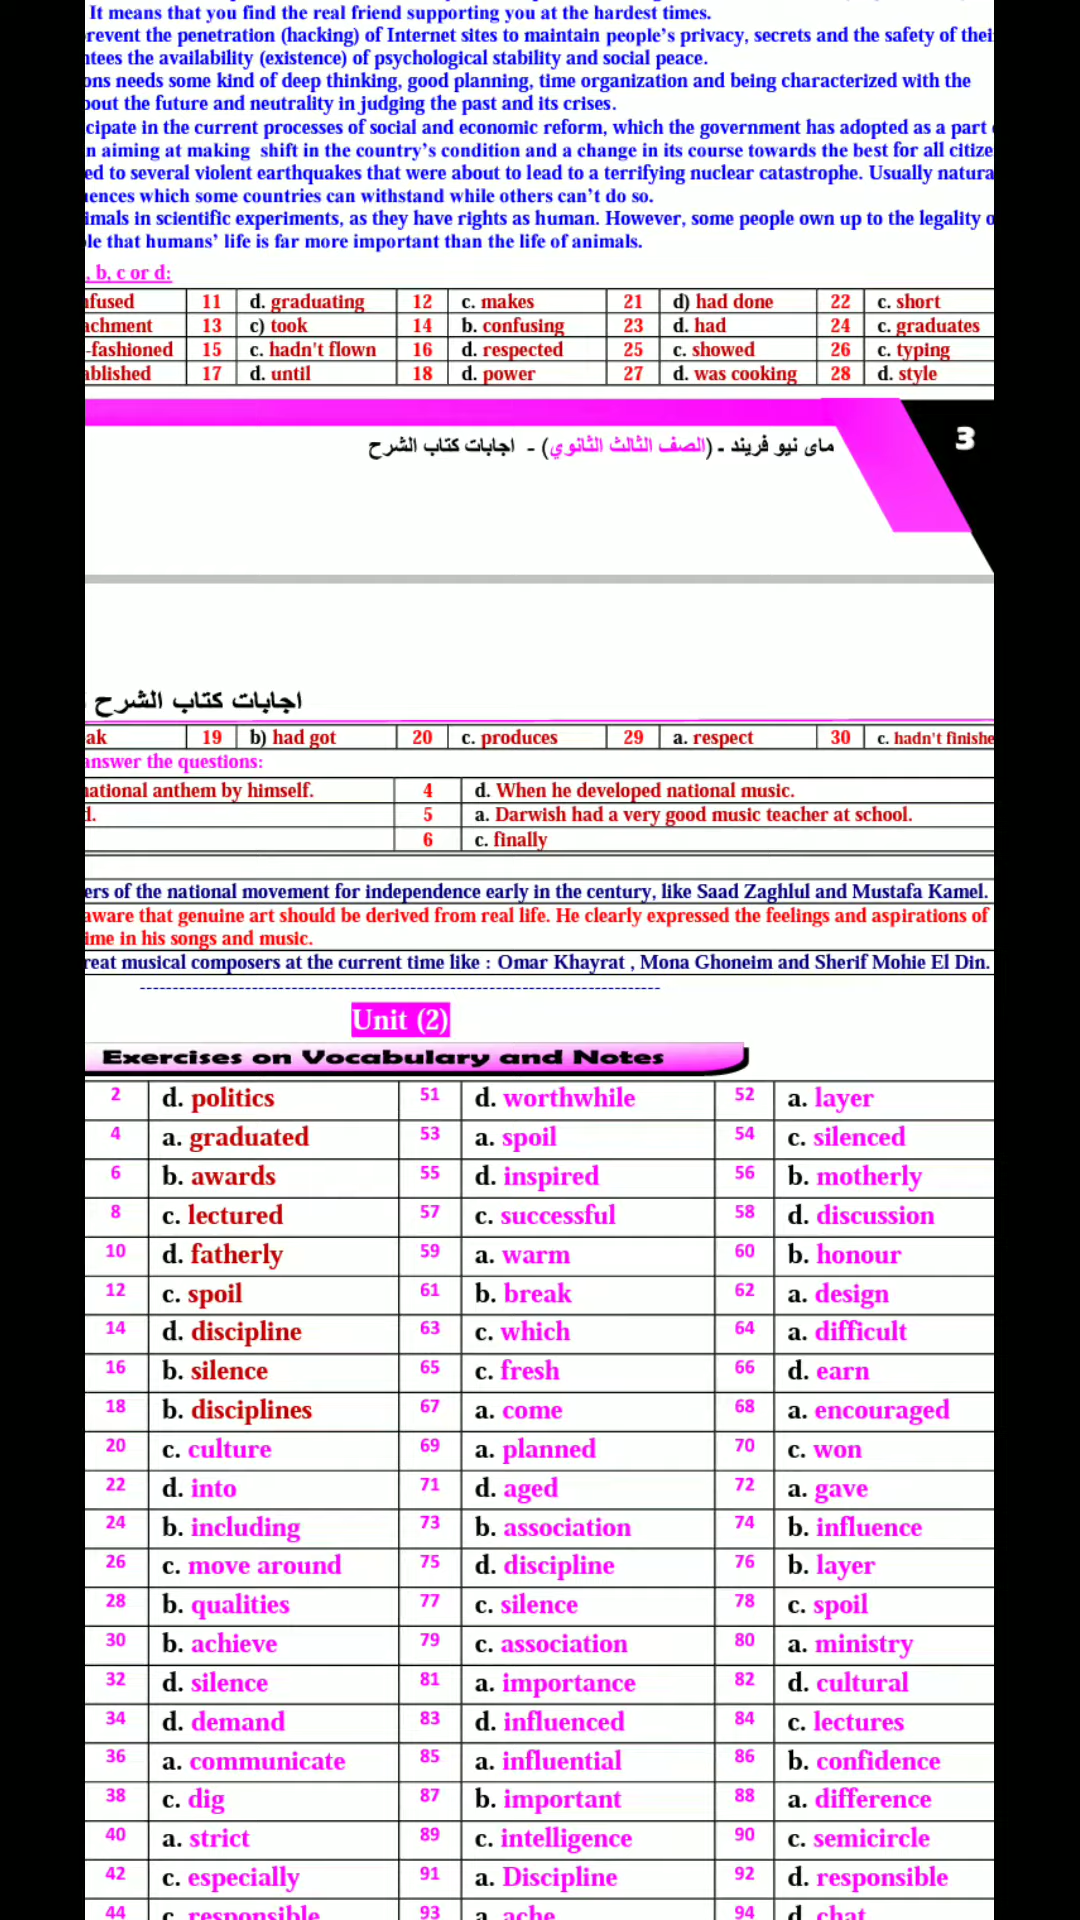 It means that you find the real friend supporting you at the hardest times.
revent the penetration (hacking) of Internet sites to maintain people's privacy, secrets and the safety of thei
tees the availability (existence) of psychological stability and social peace.
ons needs some kind of deep thinking, good planning, time organization and being characterized with the
out the future and neutrality in judging the past and its crises.
cipate in the current processes of social and economic reform, which the government has adopted as a part
n aiming at making shift in the country's condition and a change in its course towards the best for all citize
ed to several violent earthquakes that were about to lead to a terrifying nuclear catastrophe. Usually natura
ences which some countries can withstand while others can't do so.
imals in scientific experiments, as they have rights as human. However, some people own up to the legality o
le that humans' life is far more important than the life of animals.
, b, c or d:
fused 11 d. graduating 12 c. makes 21 d) had done 22 c. short
achment 13 c) took 14 b. confusing 23 d. had 24 c. graduates
-fashioned 15 c. hadn't flown 16 d. respected 25 c. showed 26 c. typing
ablished 17 d. until 18 d. power 27 d. was cooking 28 d. style
ماى نيو فريند - (الصف الثالث الثانوي) - اجابات كتاب الشرح 3
اجابات كتاب الشرح
ak 19 b) had got 20 c. produces 29 a. respect 30 c. hadn't finishe
answer the questions:
national anthem by himself. 4 d. When he developed national music.
d. 5 a. Darwish had a very good music teacher at school.
6 c. finally
ers of the national movement for independence early in the century, like Saad Zaghlul and Mustafa Kamel.
aware that genuine art should be derived from real life. He clearly expressed the feelings and aspirations of
ime in his songs and music.
reat musical composers at the current time like : Omar Khayrat , Mona Ghoneim and Sherif Mohie El Din.
Unit (2)
Exercises on Vocabulary and Notes
2 d. politics 51 d. worthwhile 52 a. layer
4 a. graduated 53 a. spoil 54 c. silenced
6 b. awards 55 d. inspired 56 b. motherly
8 c. lectured 57 c. successful 58 d. discussion
10 d. fatherly 59 a. warm 60 b. honour
12 c. spoil 61 b. break 62 a. design
14 d. discipline 63 c. which 64 a. difficult
16 b. silence 65 c. fresh 66 d. earn
18 b. disciplines 67 a. come 68 a. encouraged
20 c. culture 69 a. planned 70 c. won
22 d. into 71 d. aged 72 a. gave
24 b. including 73 b. association 74 b. influence
26 c. move around 75 d. discipline 76 b. layer
28 b. qualities 77 c. silence 78 c. spoil
30 b. achieve 79 c. association 80 a. ministry
32 d. silence 81 a. importance 82 d. cultural
34 d. demand 83 d. influenced 84 c. lectures
36 a. communicate 85 a. influential 86 b. confidence
38 c. dig 87 b. important 88 a. difference
40 a. strict 89 c. intelligence 90 c. semicircle
42 c. especially 91 a. Discipline 92 d. responsible
44 c. responsible 93 a. ache 94 d. chat